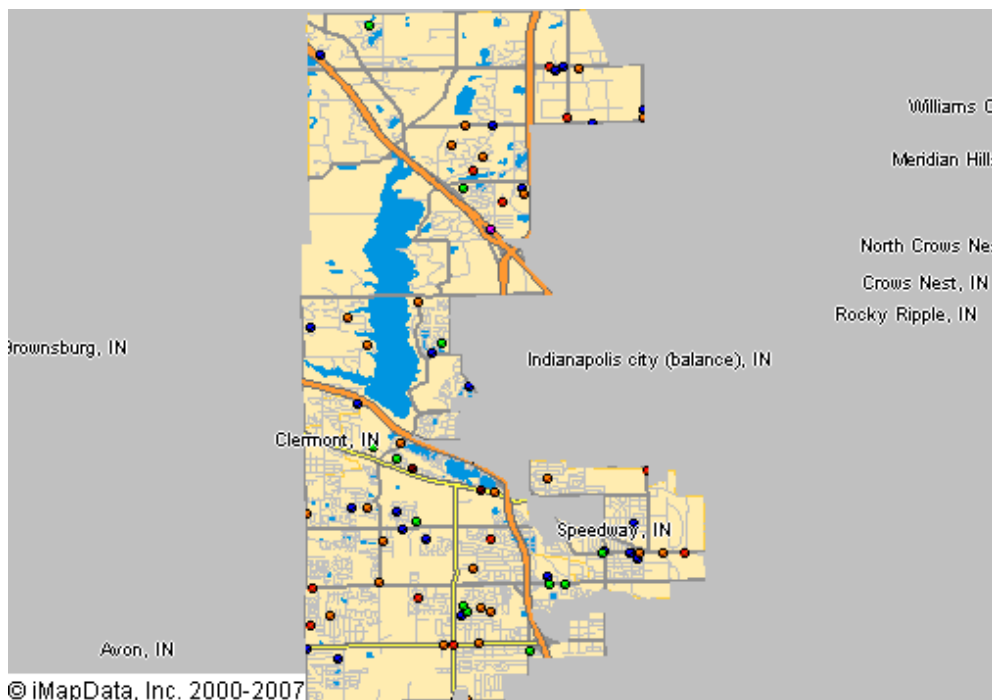 Williams C
Meridian Hill
North Crows Nes
Crows Nest, IN
Rocky Ripple, IN
Brownsburg, IN
Indianapolis city (balance), IN
Clermont, IN
Speedway, IN
Avon, IN
© iMapData, Inc. 2000-2007